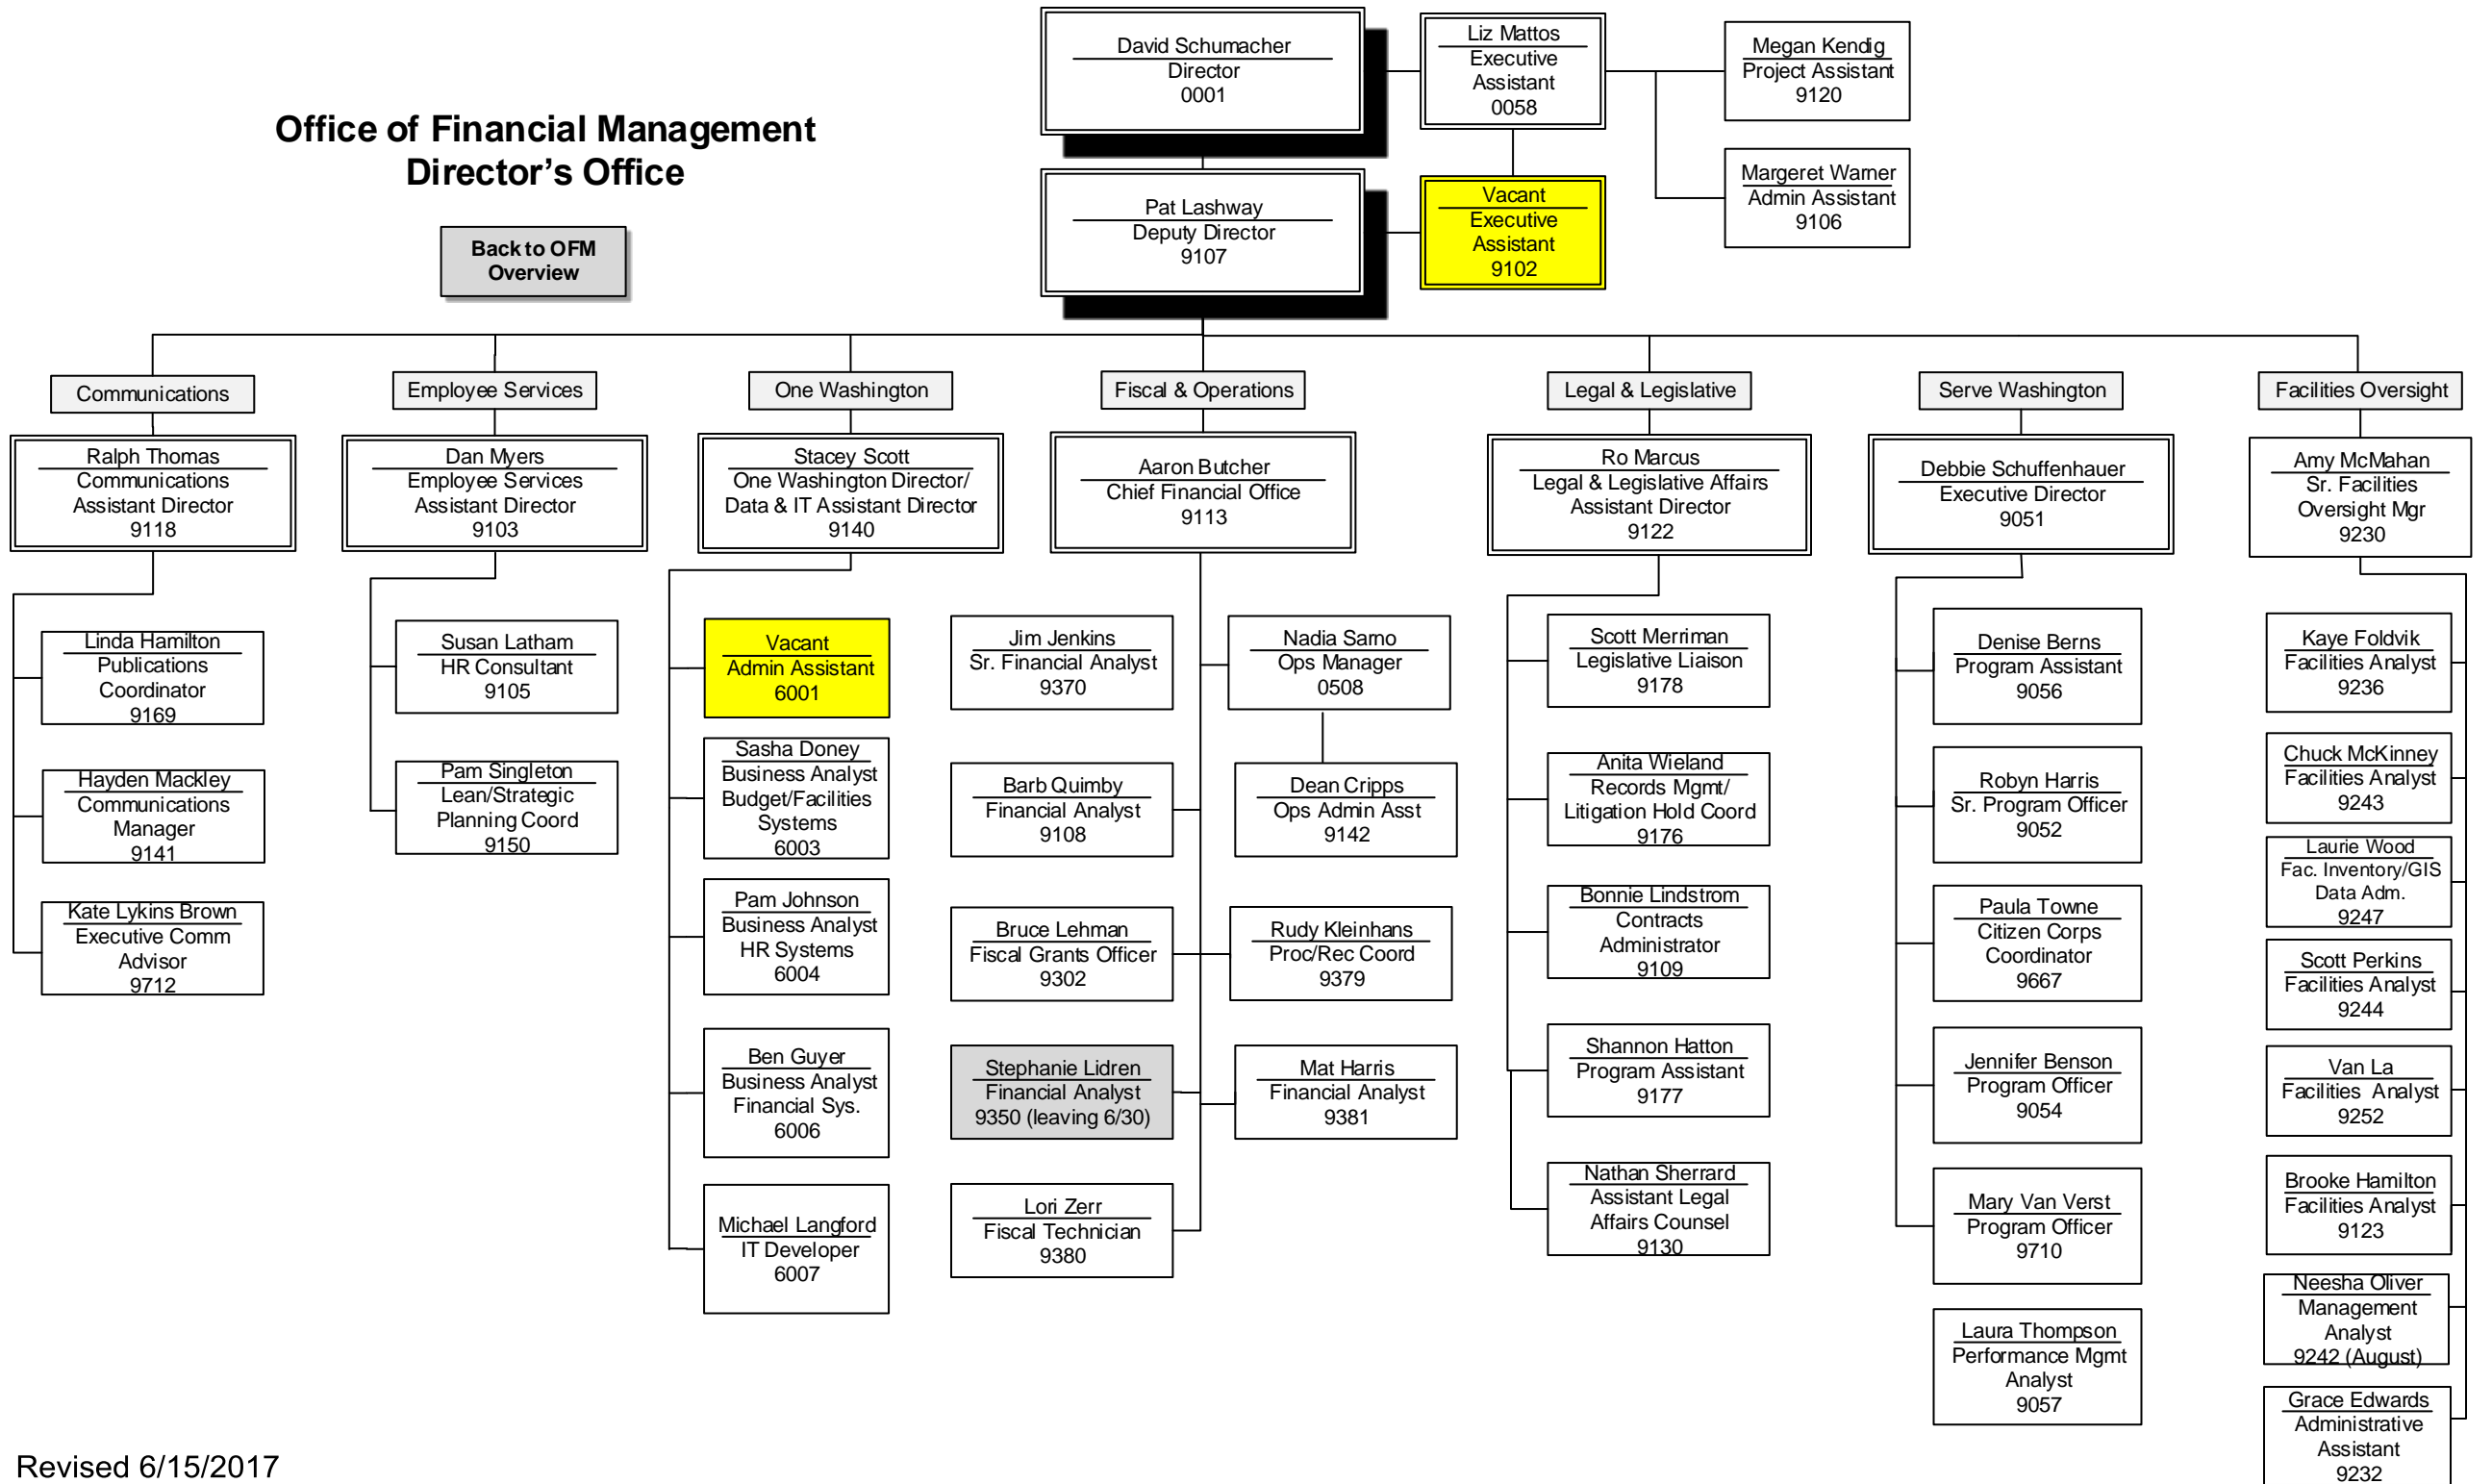 David Schumacher
Director
0001
Liz Mattos
Executive
Assistant
0058
Megan Kendig
Project Assistant
9120
Office of Financial Management
Director's Office
Back to OFM
Overview
Pat Lashway
Deputy Director
9107
Vacant
Executive
Assistant
9102
Margeret Warner
Admin Assistant
9106
Communications
Employee Services
One Washington
Fiscal & Operations
Legal & Legislative
Serve Washington
Facilities Oversight
Ralph Thomas
Communications
Assistant Director
9118
Dan Myers
Employee Services
Assistant Director
9103
Stacey Scott
One Washington Director/
Data & IT Assistant Director
9140
Aaron Butcher
Chief Financial Office
9113
Ro Marcus
Legal & Legislative Affairs
Assistant Director
9122
Debbie Schuffenhauer
Executive Director
9051
Amy McMahan
Sr. Facilities
Oversight Mgr
9230
Linda Hamilton
Publications
Coordinator
9169
Hayden Mackley
Communications
Manager
9141
Kate Lykins Brown
Executive Comm
Advisor
9712
Susan Latham
HR Consultant
9105
Pam Singleton
Lean/Strategic
Planning Coord
9150
Vacant
Admin Assistant
6001
Sasha Doney
Business Analyst
Budget/Facilities
Systems
6003
Pam Johnson
Business Analyst
HR Systems
6004
Ben Guyer
Business Analyst
Financial Sys.
6006
Michael Langford
IT Developer
6007
Jim Jenkins
Sr. Financial Analyst
9370
Barb Quimby
Financial Analyst
9108
Bruce Lehman
Fiscal Grants Officer
9302
Stephanie Lidren
Financial Analyst
9350 (leaving 6/30)
Lori Zerr
Fiscal Technician
9380
Nadia Sarno
Ops Manager
0508
Dean Cripps
Ops Admin Asst
9142
Rudy Kleinhans
Proc/Rec Coord
9379
Mat Harris
Financial Analyst
9381
Scott Merriman
Legislative Liaison
9178
Anita Wieland
Records Mgmt/
Litigation Hold Coord
9176
Bonnie Lindstrom
Contracts
Administrator
9109
Shannon Hatton
Program Assistant
9177
Nathan Sherrard
Assistant Legal
Affairs Counsel
9130
Denise Berns
Program Assistant
9056
Robyn Harris
Sr. Program Officer
9052
Paula Towne
Citizen Corps
Coordinator
9667
Jennifer Benson
Program Officer
9054
Mary Van Verst
Program Officer
9710
Laura Thompson
Performance Mgmt
Analyst
9057
Kaye Foldvik
Facilities Analyst
9236
Chuck McKinney
Facilities Analyst
9243
Laurie Wood
Fac. Inventory/GIS
Data Adm.
9247
Scott Perkins
Facilities Analyst
9244
Van La
Facilities Analyst
9252
Brooke Hamilton
Facilities Analyst
9123
Neesha Oliver
Management
Analyst
9242 (August)
Grace Edwards
Administrative
Assistant
9232
Revised 6/15/2017